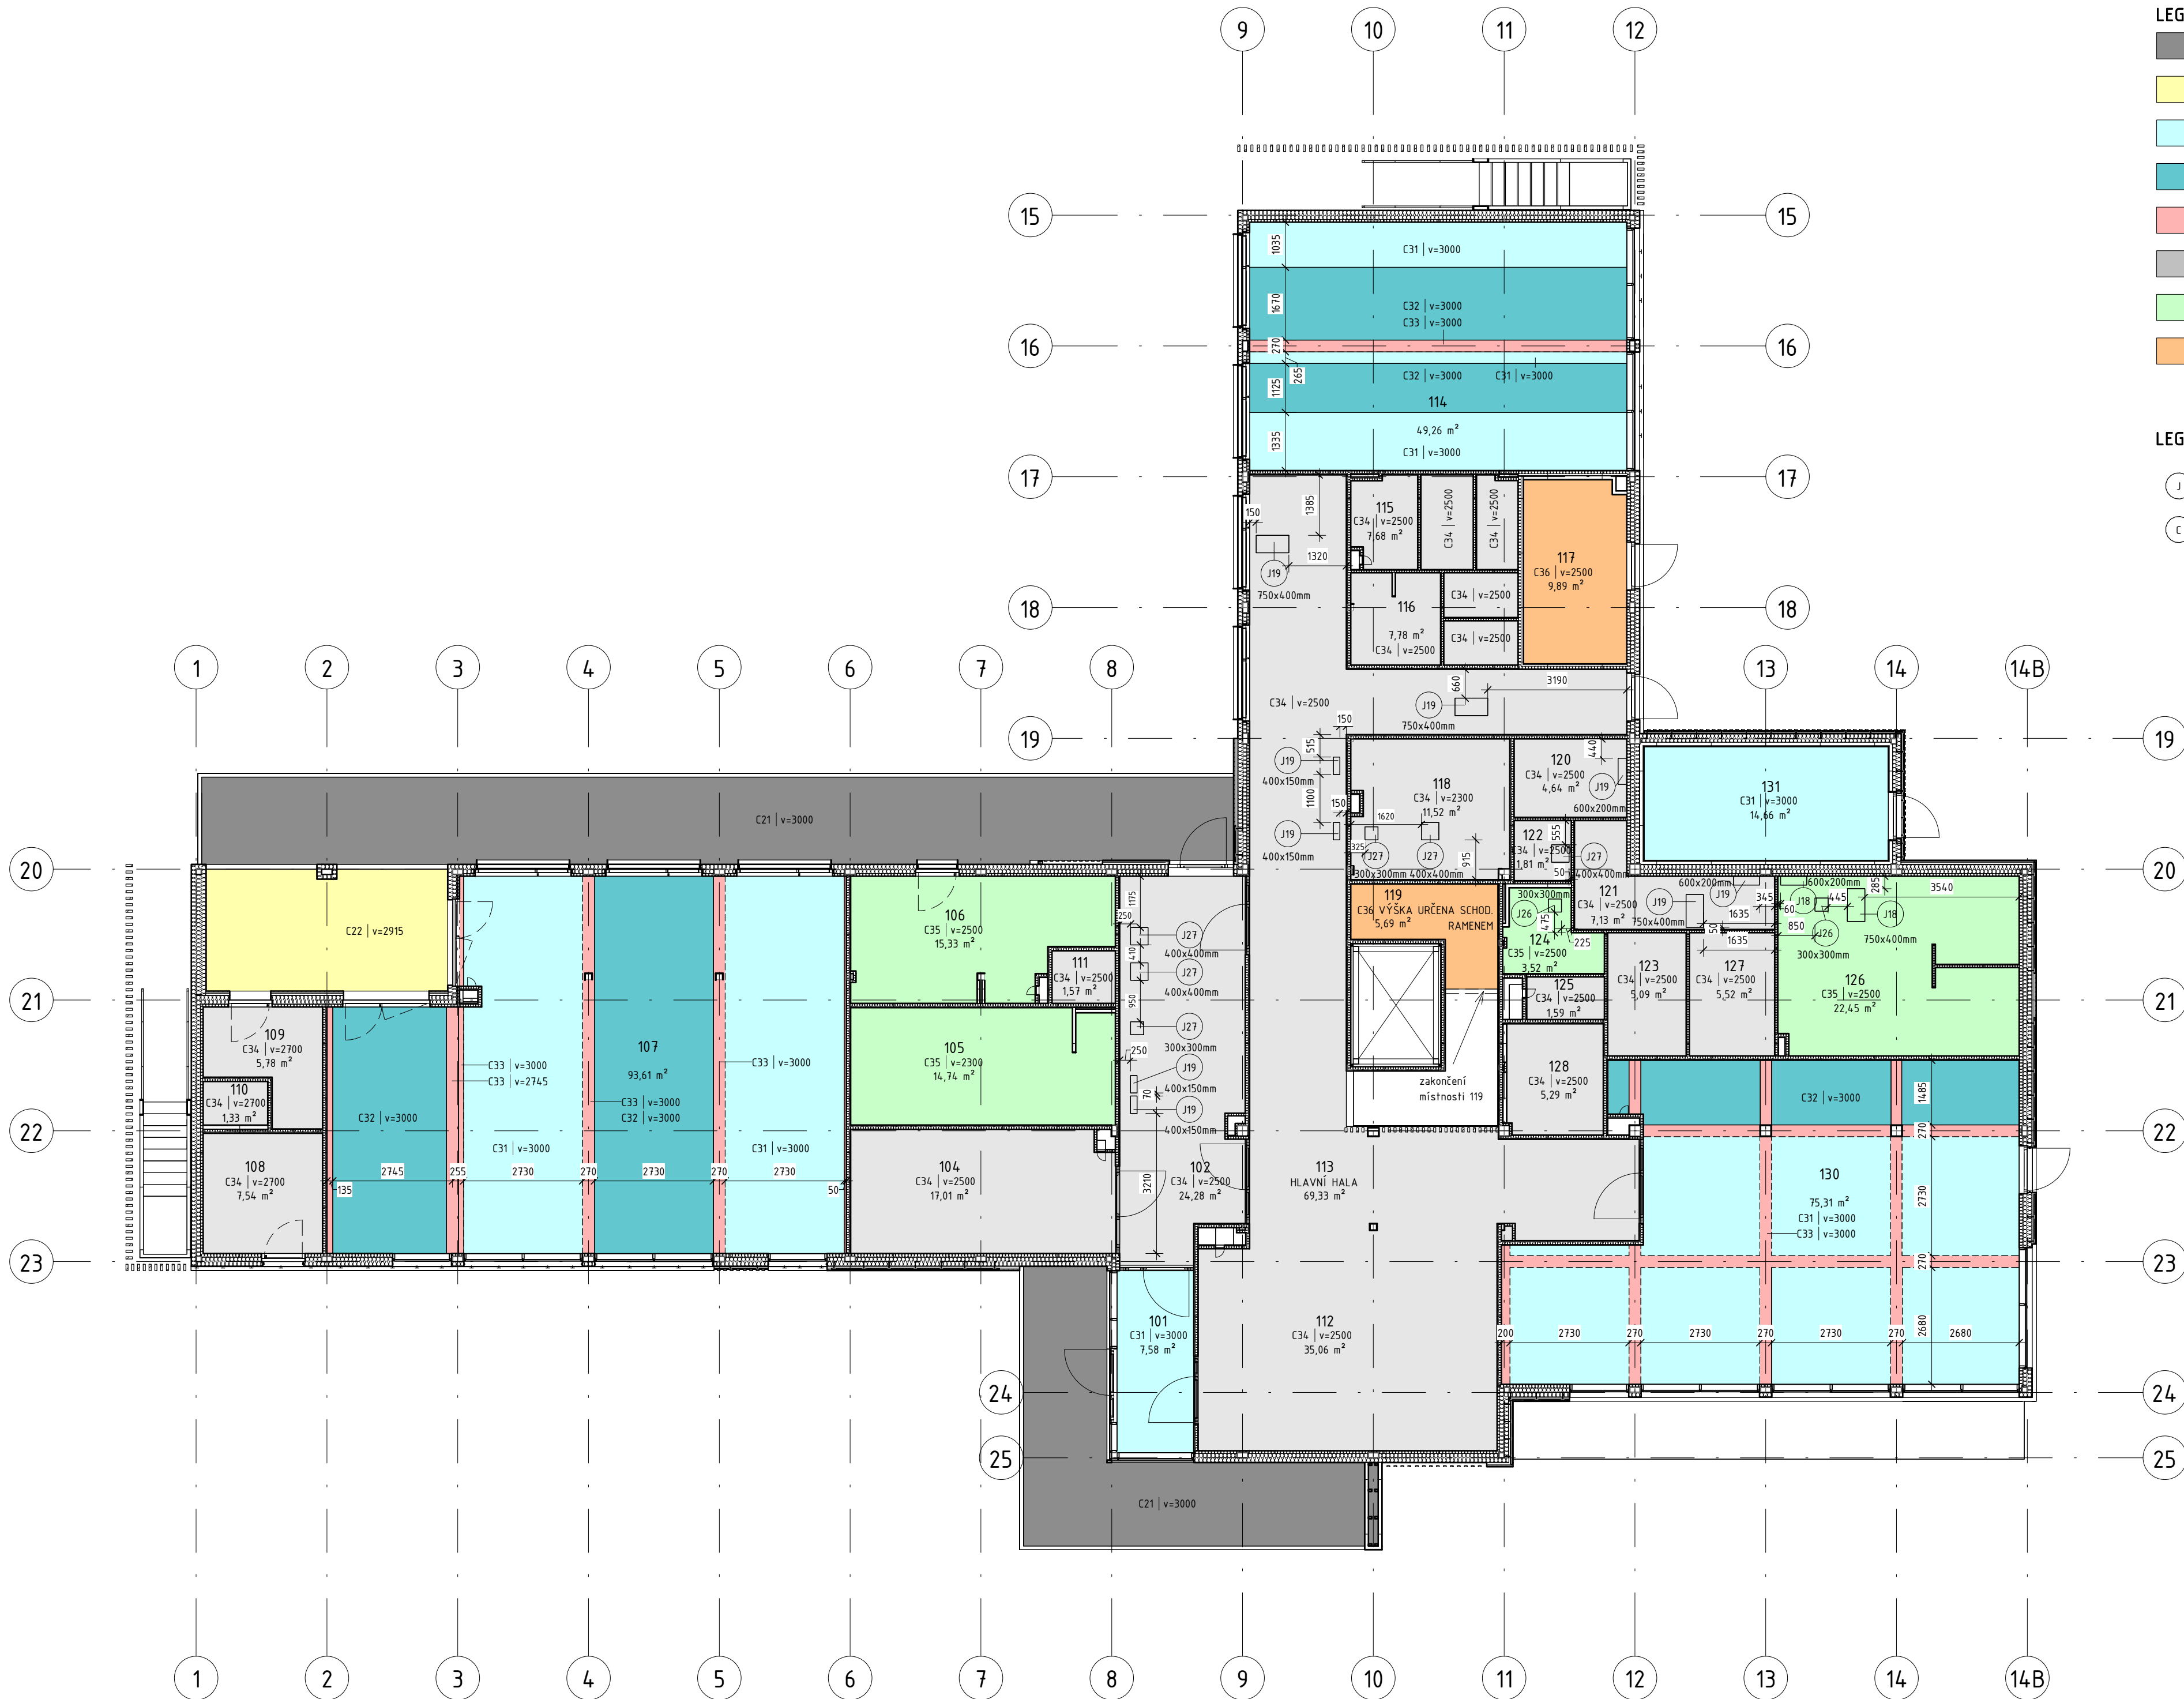 9
10
11
12
LEG
15
15
C31 | v=3000
1035
C32 | v=3000
C33 | v=3000
1670
16
16
270
265
C32 | v=3000
C31 | v=3000
1125
114
49,26 m²
C31 | v=3000
1335
LEG
J
C
17
17
1385
150
1320
J19
750x400mm
115
C34 | v=2500
7,68 m²
C34 | v=2500
C34 | v=2500
117
C36 | v=2500
9,89 m²
18
18
116
7,78 m²
C34 | v=2500
C34 | v=2500
C34 | v=2500
1
2
3
4
5
6
7
8
13
14
14B
660
3190
C34 | v=2500
J19
750x400mm
19
19
150
515
J19
400x150mm
1100
150
J19
400x150mm
118
C34 | v=2300
11,52 m²
1620
325
J27
J27
915
300x300mm
400x400mm
120
C34 | v=2500
4,64 m²
440
J19
600x200mm
131
C31 | v=3000
14,66 m²
C21 | v=3000
20
20
122
C34 | v=2500
1,81 m²
555
50
J27
400x400mm
121
C34 | v=2500
7,13 m²
J19
750x400mm
600x200mm
J19
345
1635
60
50
1635
600x200mm
J18
445
J18
285
3540
850
J26
300x300mm
750x400mm
119
C36 VÝŠKA URČENA SCHOD.
5,69 m²
RAMENEM
300x300mm
J26
475
225
124
C35 | v=2500
3,52 m²
C22 | v=2915
106
C35 | v=2500
15,33 m²
111
C34 | v=2500
1,57 m²
1175
250
J27
400x400mm
410
J27
400x400mm
950
J27
300x300mm
250
J19
400x150mm
70
J19
400x150mm
3210
21
21
123
C34 | v=2500
5,09 m²
127
C34 | v=2500
5,52 m²
126
C35 | v=2500
22,45 m²
125
C34 | v=2500
1,59 m²
109
C34 | v=2700
5,78 m²
110
C34 | v=2700
1,33 m²
C33 | v=3000
C33 | v=2745
107
93,61 m²
C33 | v=3000
C32 | v=3000
C33 | v=3000
C32 | v=3000
C31 | v=3000
C31 | v=3000
105
C35 | v=2300
14,74 m²
zakončení
místnosti 119
128
C34 | v=2500
5,29 m²
C32 | v=3000
1485
22
22
270
108
C34 | v=2700
7,54 m²
2745
255
2730
270
2730
270
2730
135
50
104
C34 | v=2500
17,01 m²
102
C34 | v=2500
24,28 m²
113
HLAVNÍ HALA
69,33 m²
130
75,31 m²
C31 | v=3000
C33 | v=3000
2730
23
23
270
101
C31 | v=3000
7,58 m²
112
C34 | v=2500
35,06 m²
200
2730
270
2730
270
2730
270
2680
2680
24
24
25
25
C21 | v=3000
1
2
3
4
5
6
7
8
9
10
11
12
13
14
14B